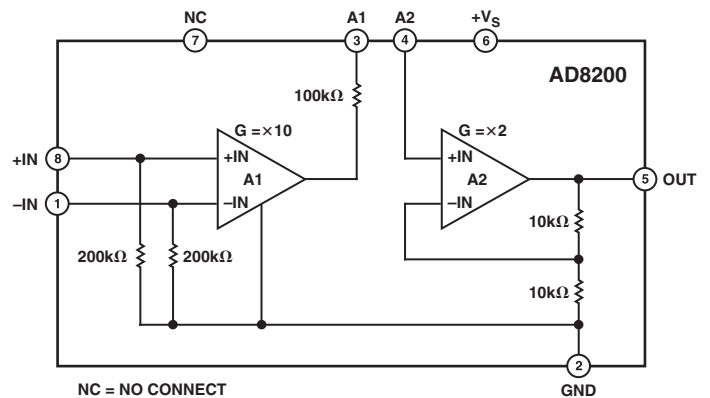 NC A1 A2 +VS
7 3 4 6
AD8200
100kΩ
G = ×10 G = ×2
+IN 8 +IN +IN
A1 A2 5 OUT
–IN 1 –IN –IN
10kΩ
200kΩ 200kΩ
10kΩ
2
NC = NO CONNECT GND